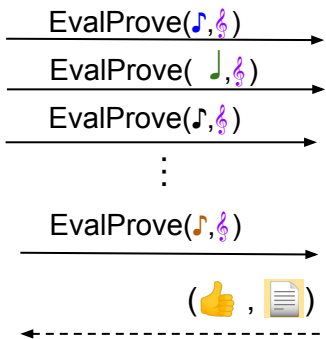 EvalProve(♪,𝄞)
EvalProve( ♩,𝄞)
EvalProve(♪,𝄞)
⋮
EvalProve(♪,𝄞)
(👍 , 📄)